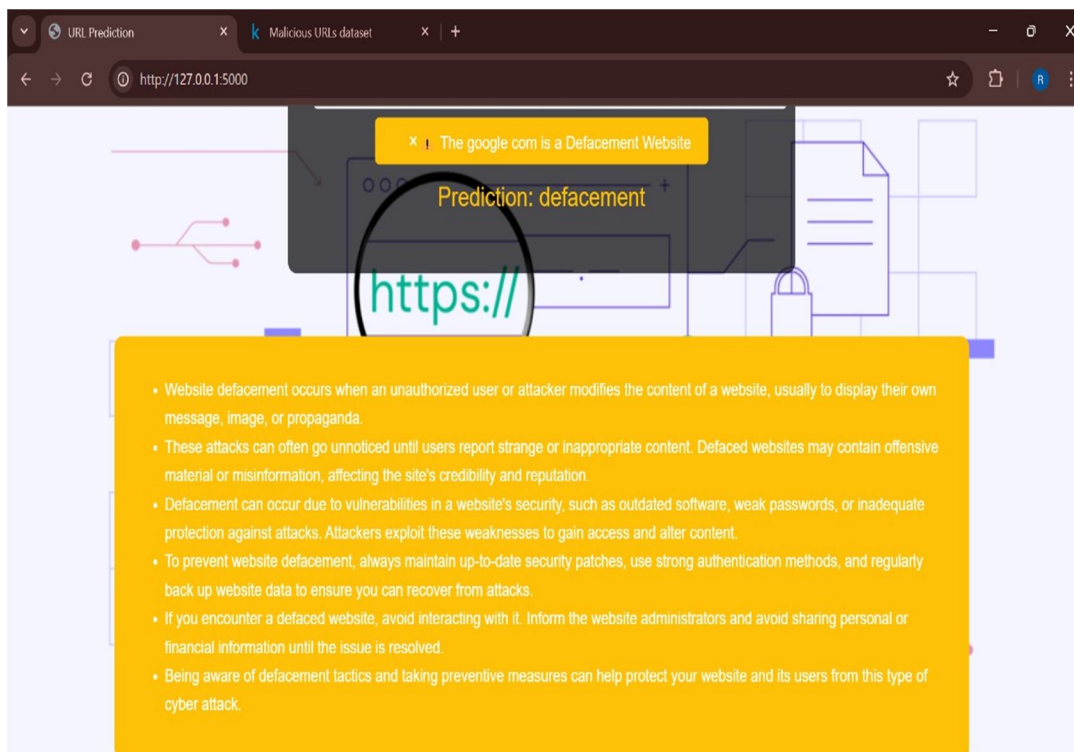 URL Prediction
k Malicious URLs dataset
http://127.0.0.1:5000
R
x ! The google com is a Defacement Website
Prediction: defacement
https://
• Website defacement occurs when an unauthorized user or attacker modifies the content of a website, usually to display their own
message, image, or propaganda.
• These attacks can often go unnoticed until users report strange or inappropriate content. Defaced websites may contain offensive
material or misinformation, affecting the site's credibility and reputation.
• Defacement can occur due to vulnerabilities in a website's security, such as outdated software, weak passwords, or inadequate
protection against attacks. Attackers exploit these weaknesses to gain access and alter content.
• To prevent website defacement, always maintain up-to-date security patches, use strong authentication methods, and regularly
back up website data to ensure you can recover from attacks.
• If you encounter a defaced website, avoid interacting with it. Inform the website administrators and avoid sharing personal or
financial information until the issue is resolved.
• Being aware of defacement tactics and taking preventive measures can help protect your website and its users from this type of
cyber attack.